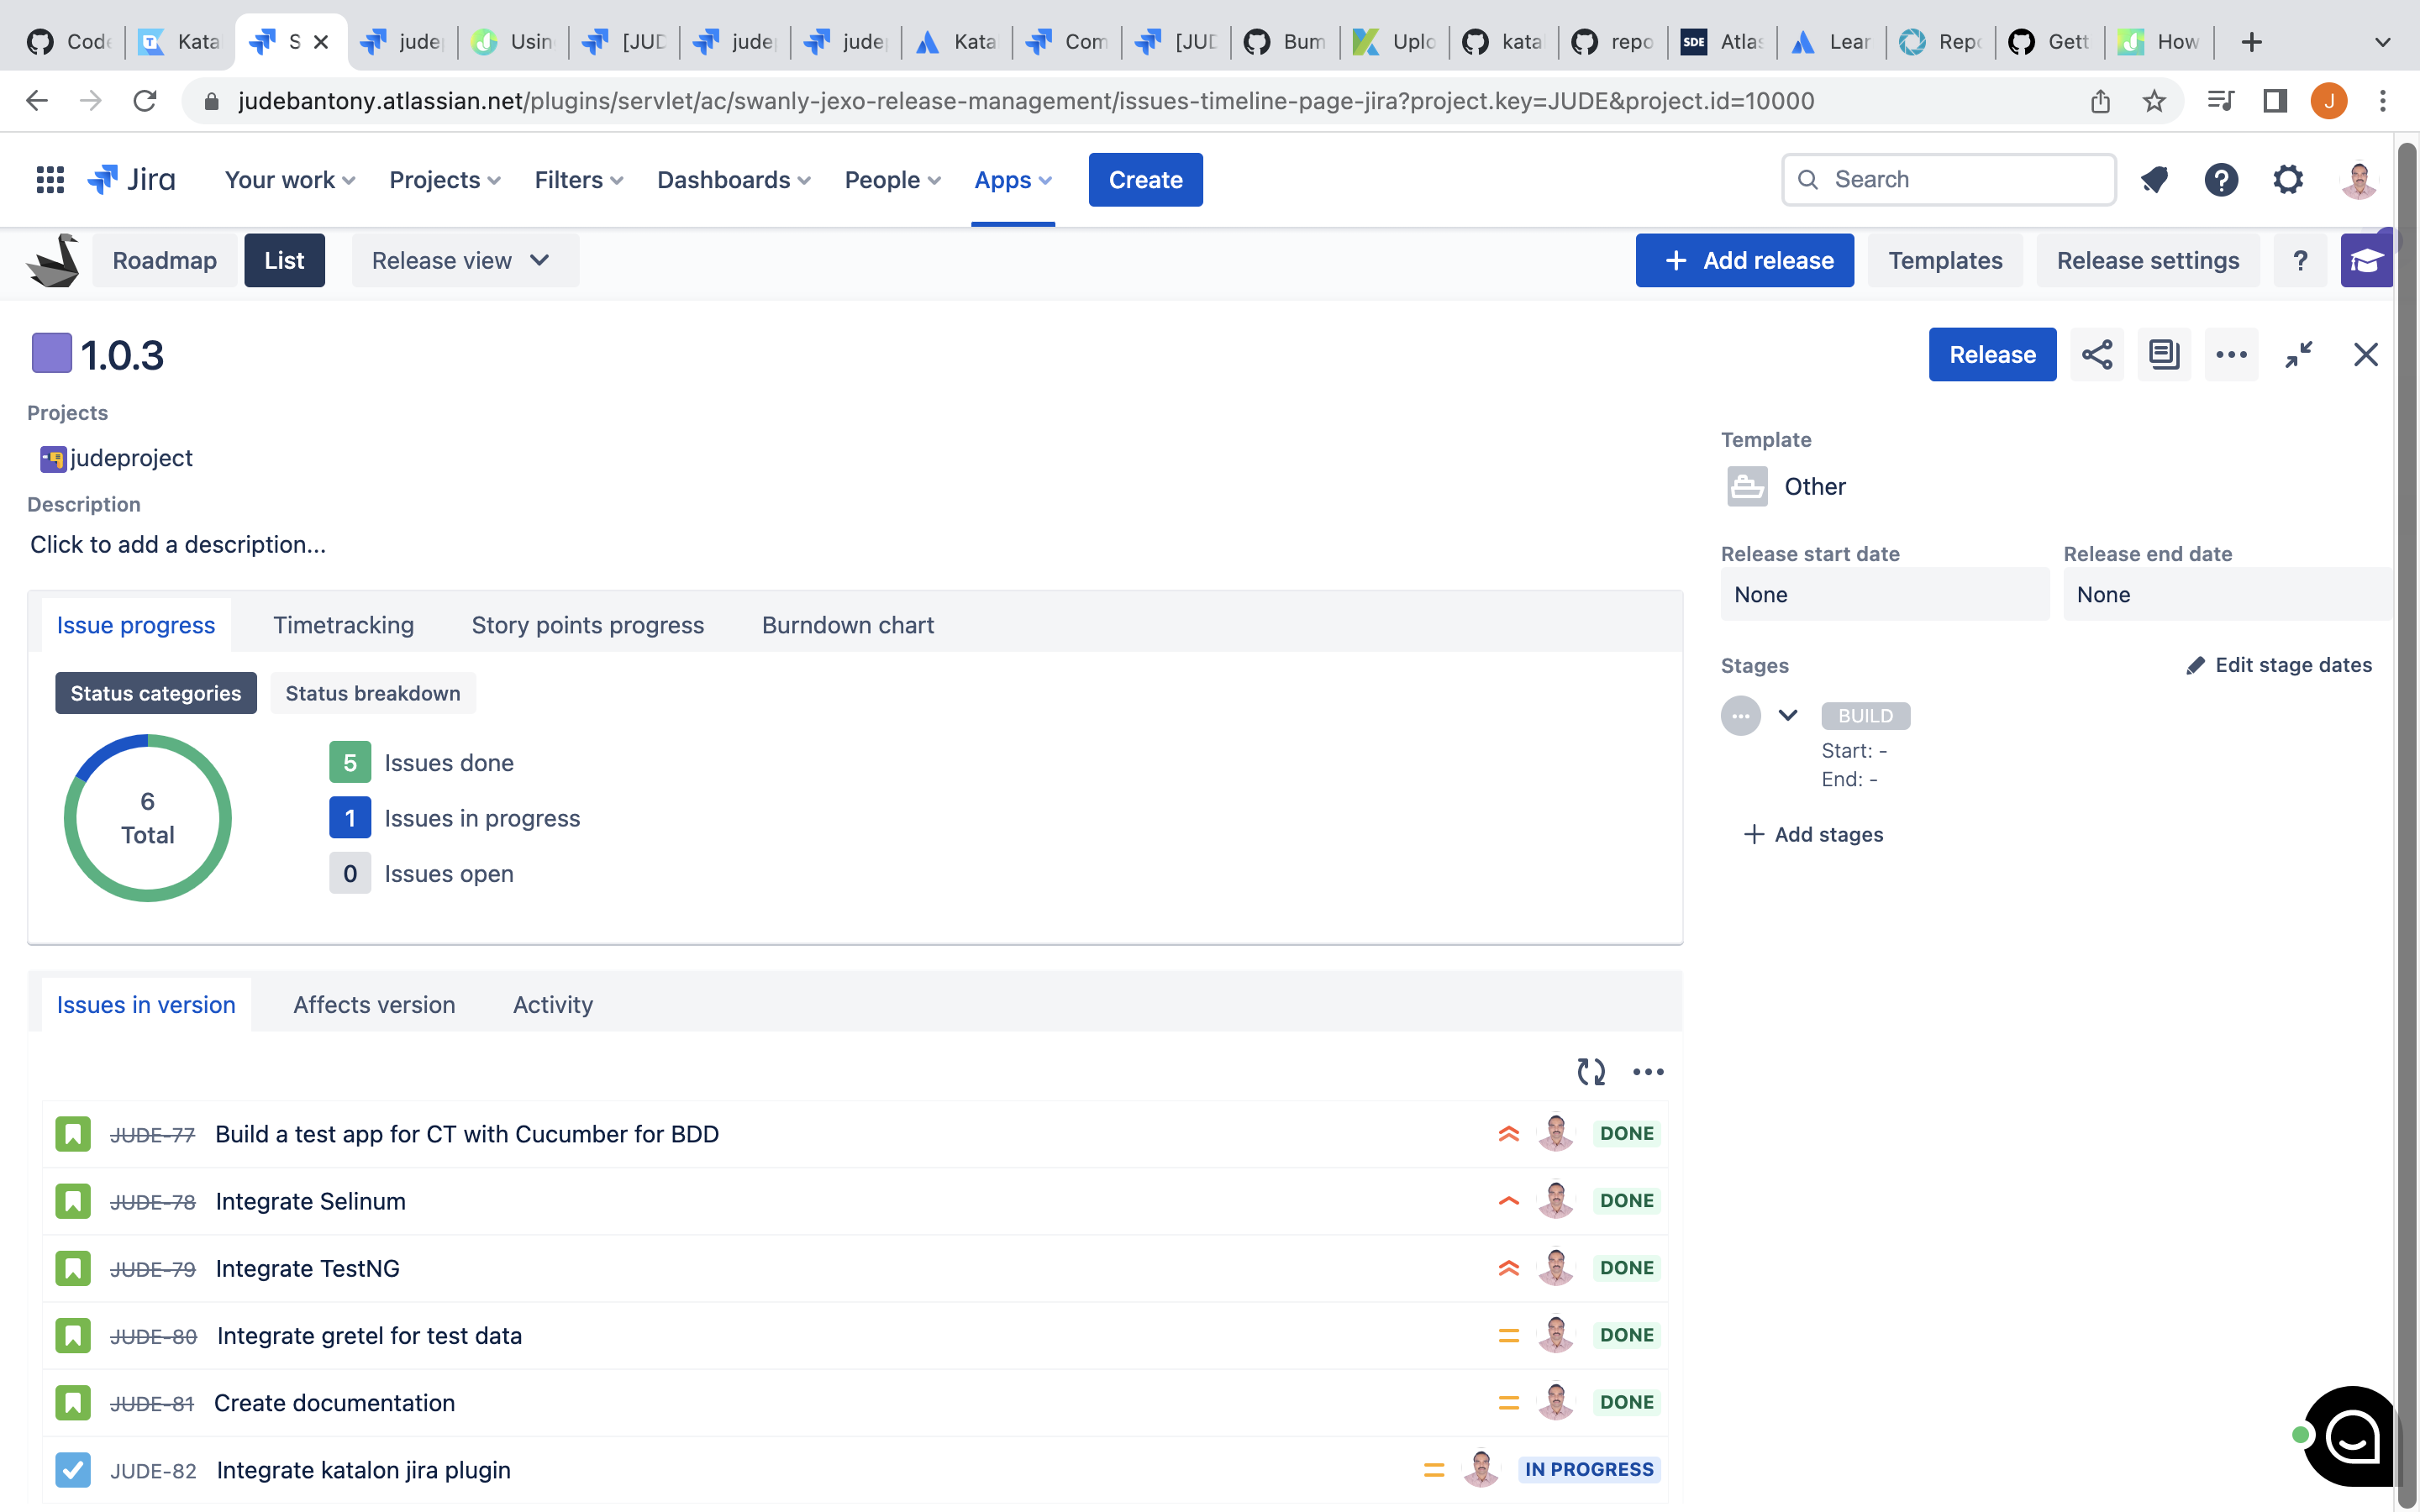 Code Kata S jude Usin [JUD jude jude Kata Com [JUD Bum Uplo katal repo SDE Atlas Lear Repo Gett How
judebantony.atlassian.net/plugins/servlet/ac/swanly-jexo-release-management/issues-timeline-page-jira?project.key=JUDE&project.id=10000 J
Jira Your work Projects Filters Dashboards People Apps Create Search
Roadmap List Release view + Add release Templates Release settings ?
1.0.3 Release
Projects
judeproject
Description
Click to add a description...
Template
Other
Release start date Release end date
None None
Stages Edit stage dates
BUILD
Start: -
End: -
+ Add stages
Issue progress Timetracking Story points progress Burndown chart
Status categories Status breakdown
6
Total
5 Issues done
1 Issues in progress
0 Issues open
Issues in version Affects version Activity
JUDE-77 Build a test app for CT with Cucumber for BDD DONE
JUDE-78 Integrate Selinum DONE
JUDE-79 Integrate TestNG DONE
JUDE-80 Integrate gretel for test data DONE
JUDE-81 Create documentation DONE
JUDE-82 Integrate katalon jira plugin IN PROGRESS